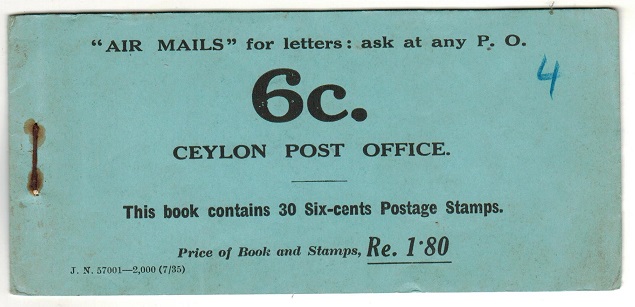 "AIR MAILS" for letters: ask at any P. O.
4
6c.
CEYLON POST OFFICE.
This book contains 30 Six-cents Postage Stamps.
Price of Book and Stamps, Re. 1·80
J. N. 57001—2,000 (7/35)